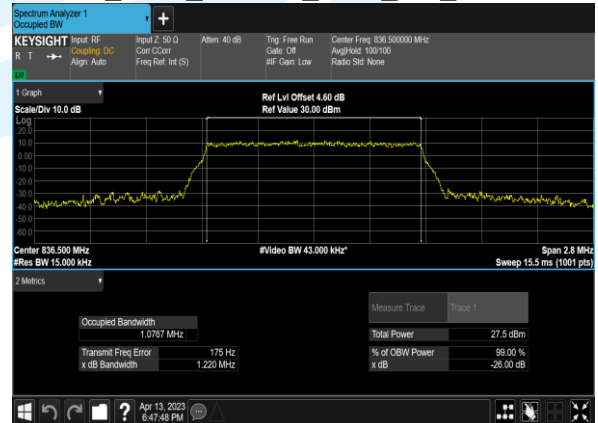 Spectrum Analyzer 1
Occupied BW
+
KEYSIGHT
R T
LVI
Input: RF
Coupling: DC
Align: Auto
Input Z: 50 Ω
Corr CCorr
Freq Ref: Int (S)
Atten: 40 dB
Trig: Free Run
Gate: Off
#IF Gain: Low
Center Freq: 836.500000 MHz
Avg|Hold: 100/100
Radio Std: None
1 Graph
Scale/Div 10.0 dB
Ref Lvl Offset 4.60 dB
Ref Value 30.00 dBm
Log
20.0
10.0
0.00
-10.0
-20.0
-30.0
-40.0
-50.0
-60.0
Center 836.500 MHz
#Video BW 43.000 kHz*
Span 2.8 MHz
#Res BW 15.000 kHz
Sweep 15.5 ms (1001 pts)
2 Metrics
Measure Trace Trace 1
Occupied Bandwidth
1.0767 MHz
Total Power 27.5 dBm
Transmit Freq Error 175 Hz
% of OBW Power 99.00 %
x dB Bandwidth 1.220 MHz
x dB -26.00 dB
?
Apr 13, 2023
6:47:48 PM